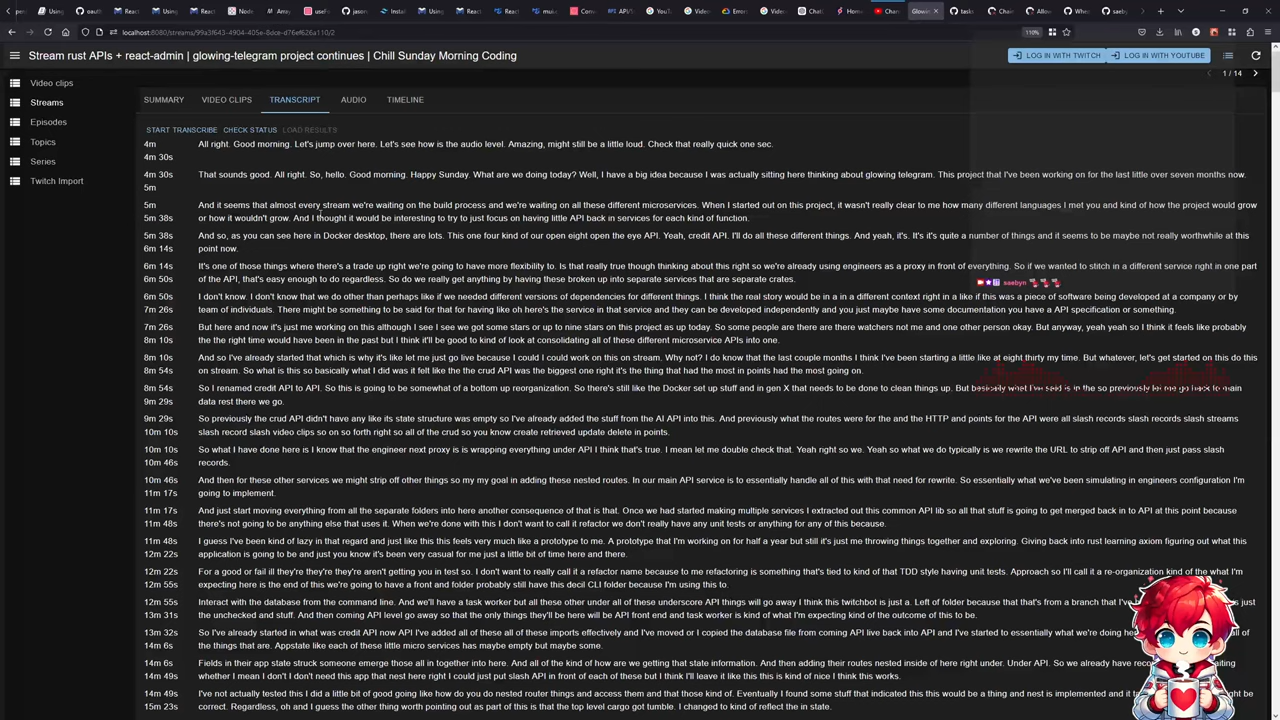 localhost:8080/streams/99a3f643-4904-405e-8dce-d76ef626a110/2
110%
Stream rust APIs + react-admin | glowing-telegram project continues | Chill Sunday Morning Coding
LOG IN WITH TWITCH
LOG IN WITH YOUTUBE
1 / 14
Video clips
Streams
Episodes
Topics
Series
Twitch Import
SUMMARY
VIDEO CLIPS
TRANSCRIPT
AUDIO
TIMELINE
START TRANSCRIBE CHECK STATUS LOAD RESULTS
4m All right. Good morning. Let's jump over here. Let's see how is the audio level. Amazing, might still be a little loud. Check that really quick one sec.
4m 30s
4m 30s That sounds good. All right. So, hello. Good morning. Happy Sunday. What are we doing today? Well, I have a big idea because I was actually sitting here thinking about glowing telegram. This project that I've been working on for the last little over seven months now.
5m
5m And it seems that almost every stream we're waiting on the build process and we're waiting on all these different microservices. When I started out on this project, it wasn't really clear to me how many different languages I met you and kind of how the project would grow
5m 38s or how it wouldn't grow. And I thought it would be interesting to try to just focus on having little API back in services for each kind of function.
5m 38s And so, as you can see here in Docker desktop, there are lots. This one four kind of our open eight open the eye API. Yeah, credit API. I'll do all these different things. And yeah, it's. It's it's quite a number of things and it seems to be maybe not really worthwhile at this
6m 14s point now.
6m 14s It's one of those things where there's a trade up right we're going to have more flexibility to. Is that really true though thinking about this right so we're already using engineers as a proxy in front of everything. So if we wanted to stitch in a different service right in one part
6m 50s of the API, that's easy enough to do regardless. So do we really get anything by having these broken up into separate services that are separate crates.
saebyn
6m 50s I don't know. I don't know that we do other than perhaps like if we needed different versions of dependencies for different things. I think the real story would be in a in a different context right in a like if this was a piece of software being developed at a company or by
7m 26s team of individuals. There might be something to be said for that for having like oh here's the service in that service and they can be developed independently and you just maybe have some documentation you have a API specification or something.
7m 26s But here and now it's just me working on this although I see I see we got some stars or up to nine stars on this project as up today. So some people are there are there watchers not me and one other person okay. But anyway, yeah yeah so I think it feels like probably
8m 10s the the right time would have been in the past but I think it'll be good to kind of look at consolidating all of these different microservice APIs into one.
8m 10s And so I've already started that which is why it's like let me just go live because I could I could work on this on stream. Why not? I do know that the last couple months I think I've been starting a little like at eight thirty my time. But whatever, let's get started on this do this
8m 54s on stream. So what is this so basically what I did was it felt like the the crud API was the biggest one right it's the thing that had the most in points had the most going on.
8m 54s So I renamed credit API to API. So this is going to be somewhat of a bottom up reorganization. So there's still like the Docker set up stuff and in gen X that needs to be done to clean things up. But basically what I've said is in the so previously let me go back to main
9m 29s data rest there we go.
9m 29s So previously the crud API didn't have any like its state structure was empty so I've already added the stuff from the AI API into this. And previously what the routes were for the and the HTTP and points for the API were all slash records slash records slash streams
10m 10s slash record slash video clips so on so forth right so all of the crud so you know create retrieved update delete in points.
10m 10s So what I have done here is I know that the engineer next proxy is is wrapping everything under API I think that's true. I mean let me double check that. Yeah right so we. Yeah so what we do typically is we rewrite the URL to strip off API and then just pass slash
10m 46s records.
10m 46s And then for these other services we might strip off other things so my my goal in adding these nested routes. In our main API service is to essentially handle all of this with that need for rewrite. So essentially what we've been simulating in engineers configuration I'm
11m 17s going to implement.
11m 17s And just start moving everything from all the separate folders into here another consequence of that is that. Once we had started making multiple services I extracted out this common API lib so all that stuff is going to get merged back in to API at this point because
11m 48s there's not going to be anything else that uses it. When we're done with this I don't want to call it refactor we don't really have any unit tests or anything for any of this because.
11m 48s I guess I've been kind of lazy in that regard and just like this this feels very much like a prototype to me. A prototype that I'm working on for half a year but still it's just me throwing things together and exploring. Giving back into rust learning axiom figuring out what this
12m 22s application is going to be and just you know it's been very casual for me just a little bit of time here and there.
12m 22s For a good or fail ill they're they're they're aren't getting you in test so. I don't want to really call it a refactor name because to me refactoring is something that's tied to kind of that TDD style having unit tests. Approach so I'll call it a re-organization kind of the what I'm
12m 55s expecting here is the end of this we're going to have a front and folder probably still have this decil CLI folder because I'm using this to.
12m 55s Interact with the database from the command line. And we'll have a task worker but all these other under all of these underscore API things will go away I think this twitchbot is just a. Left of folder because that that's from a branch that I've
13m 31s the unchecked and stuff. And then coming API level go away so that the only things they'll be here will be API front end and task worker is kind of what I'm expecting kind of the outcome of this to be.
13m 32s So I've already started in what was credit API now API I've added all of these all of these imports effectively and I've moved or I copied the database file from coming API live back into API and I've started to essentially what we're doing
14m 6s the things that are. Appstate like each of these little micro services has maybe empty but maybe some.
14m 6s Fields in their app state struck someone emerge those all in together into here. And all of the kind of how are we getting that state information. And then adding their routes nested inside of here right under. Under API. So we already have
14m 49s whether I mean I don't I don't need this app that nest here right I could just put slash API in front of each of these but I think I'll leave it like this this is kind of nice I think this works.
14m 49s I've not actually tested this I did a little bit of good going like how do you do nested router things and access them and that those kind of. Eventually I found some stuff that indicated this this would be a thing and nest is implemented and it
15m 23s correct. Regardless, oh and I guess the other thing worth pointing out as part of this is that the top level cargo got tumble. I changed to kind of reflect the in state.